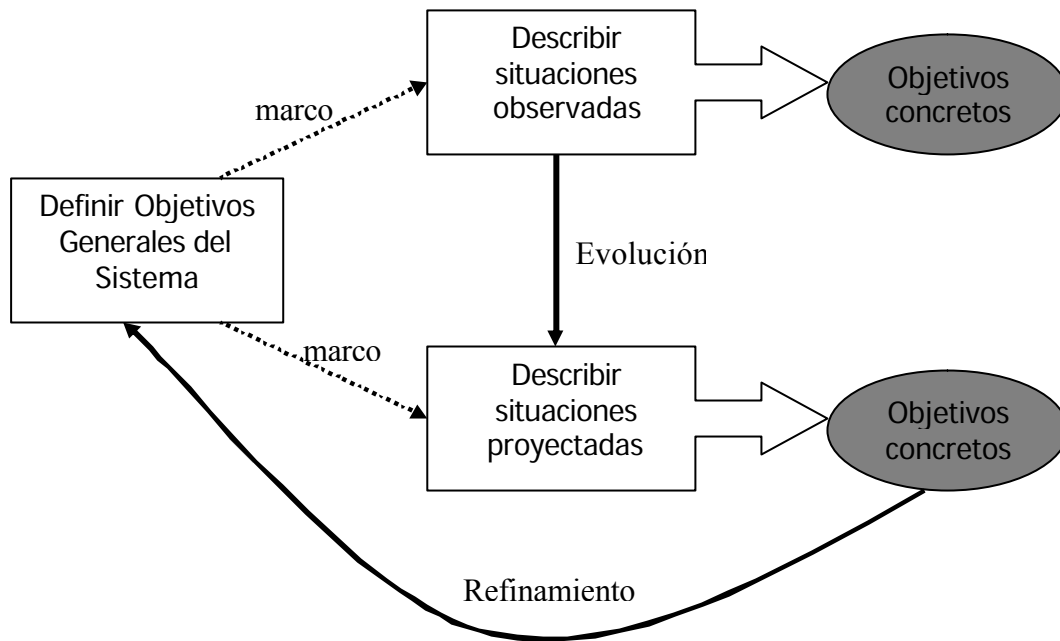 Describir
situaciones
observadas
Objetivos
concretos
marco
Definir Objetivos
Generales del
Sistema
Evolución
marco
Describir
situaciones
proyectadas
Objetivos
concretos
Refinamiento